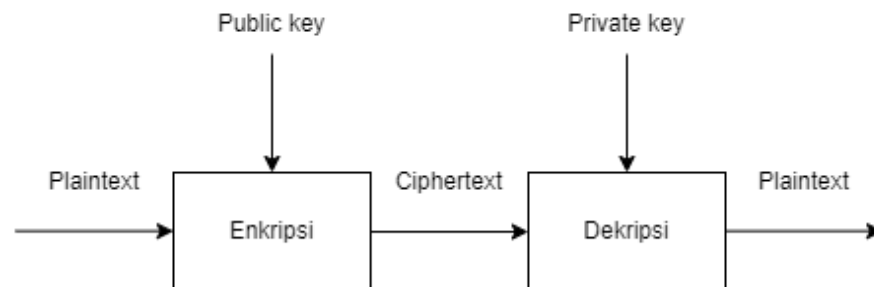 Public key
Private key
Plaintext
Ciphertext
Plaintext
Enkripsi
Dekripsi